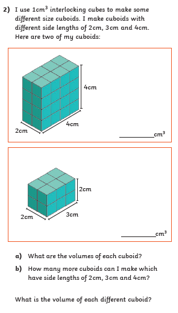 2) I use 1cm³ interlocking cubes to make some
different size cuboids. I make cuboids with
different side lengths of 2cm, 3cm and 4cm.
Here are two of my cuboids:
4cm
4cm
2cm
________cm³
2cm
3cm
2cm
________cm³
a) What are the volumes of each cuboid?
b) How many more cuboids can I make which
have side lengths of 2cm, 3cm and 4cm?
What is the volume of each different cuboid?